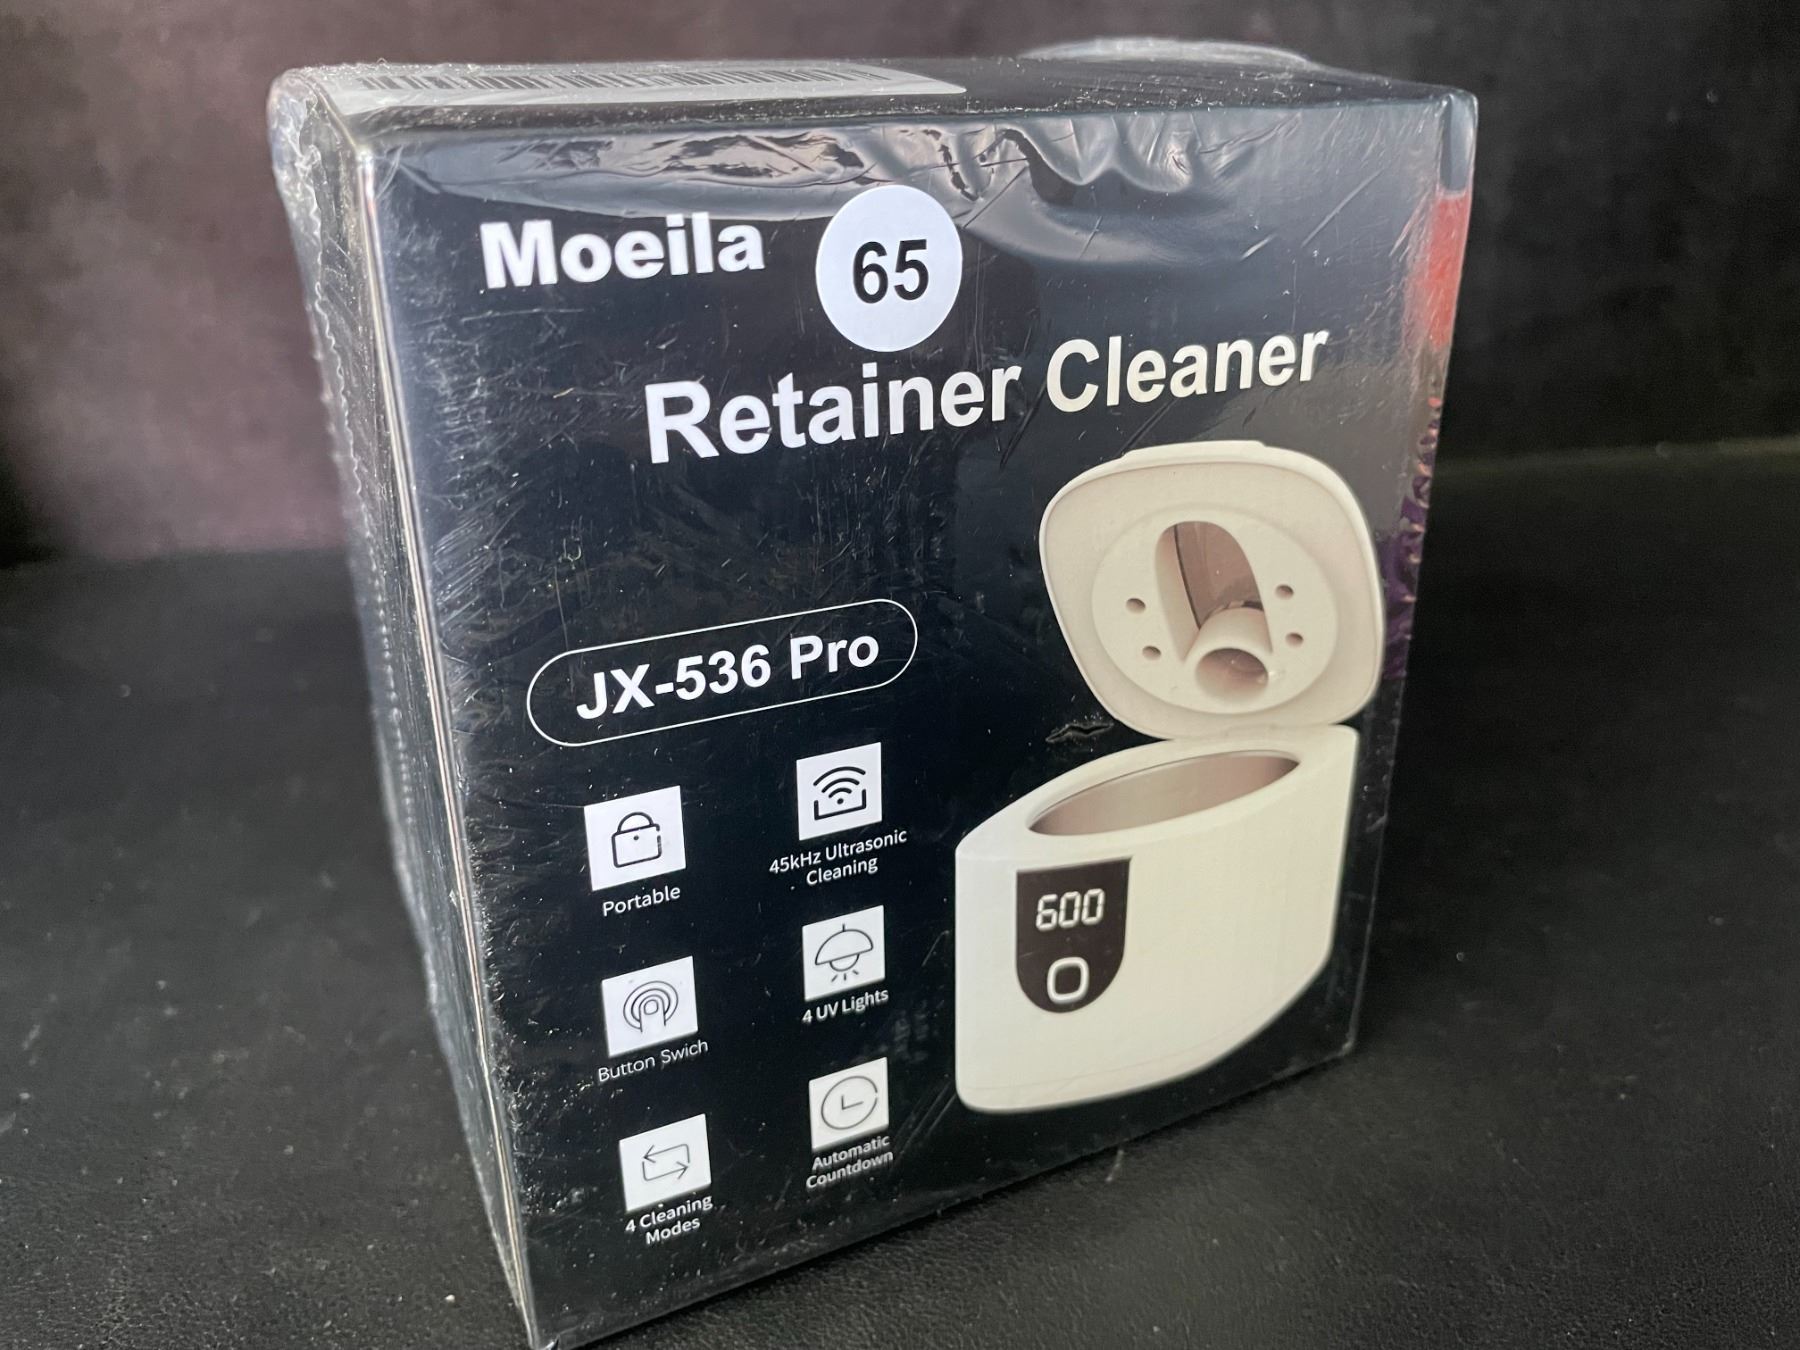 Moeila
65
Retainer Cleaner
JX-536 Pro
Portable
45kHz Ultrasonic
Cleaning
Button Swich
4 UV Lights
4 Cleaning
Modes
Automatic
Countdown
600